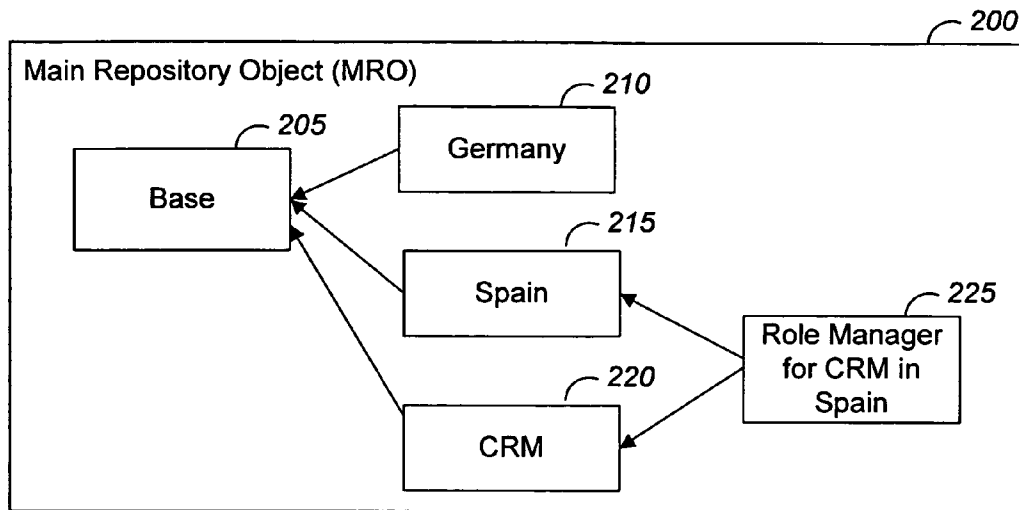 200
Main Repository Object (MRO)
210
205
Germany
Base
215
Spain
225
Role Manager
for CRM in
Spain
220
CRM